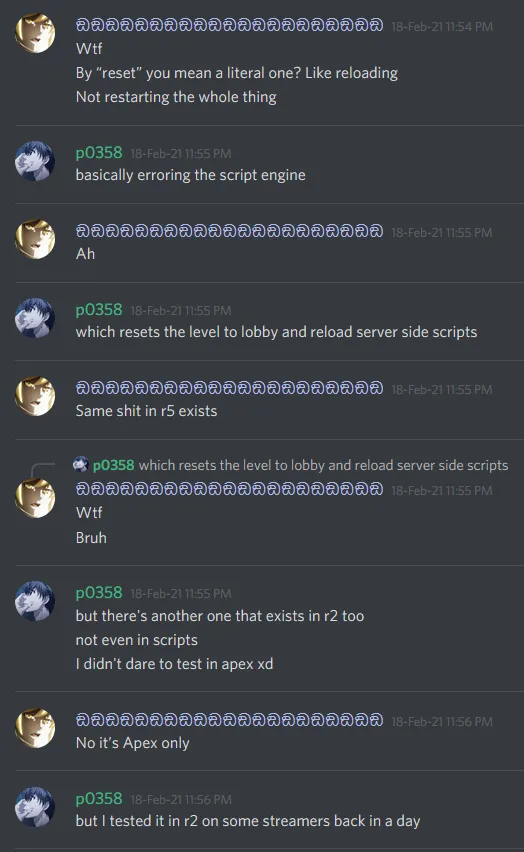 ඞඞඞඞඞඞඞඞඞඞඞඞඞඞඞඞඞඞඞඞඞ 18-Feb-21 11:54 PM
Wtf
By “reset” you mean a literal one? Like reloading
Not restarting the whole thing
p0358 18-Feb-21 11:55 PM
basically erroring the script engine
ඞඞඞඞඞඞඞඞඞඞඞඞඞඞඞඞඞඞඞඞඞ 18-Feb-21 11:55 PM
Ah
p0358 18-Feb-21 11:55 PM
which resets the level to lobby and reload server side scripts
ඞඞඞඞඞඞඞඞඞඞඞඞඞඞඞඞඞඞඞඞඞ 18-Feb-21 11:55 PM
Same shit in r5 exists
p0358 which resets the level to lobby and reload server side scripts
ඞඞඞඞඞඞඞඞඞඞඞඞඞඞඞඞඞඞඞඞඞ 18-Feb-21 11:55 PM
Wtf
Bruh
p0358 18-Feb-21 11:55 PM
but there's another one that exists in r2 too
not even in scripts
I didn't dare to test in apex xd
ඞඞඞඞඞඞඞඞඞඞඞඞඞඞඞඞඞඞඞඞඞ 18-Feb-21 11:56 PM
No it’s Apex only
p0358 18-Feb-21 11:56 PM
but I tested it in r2 on some streamers back in a day